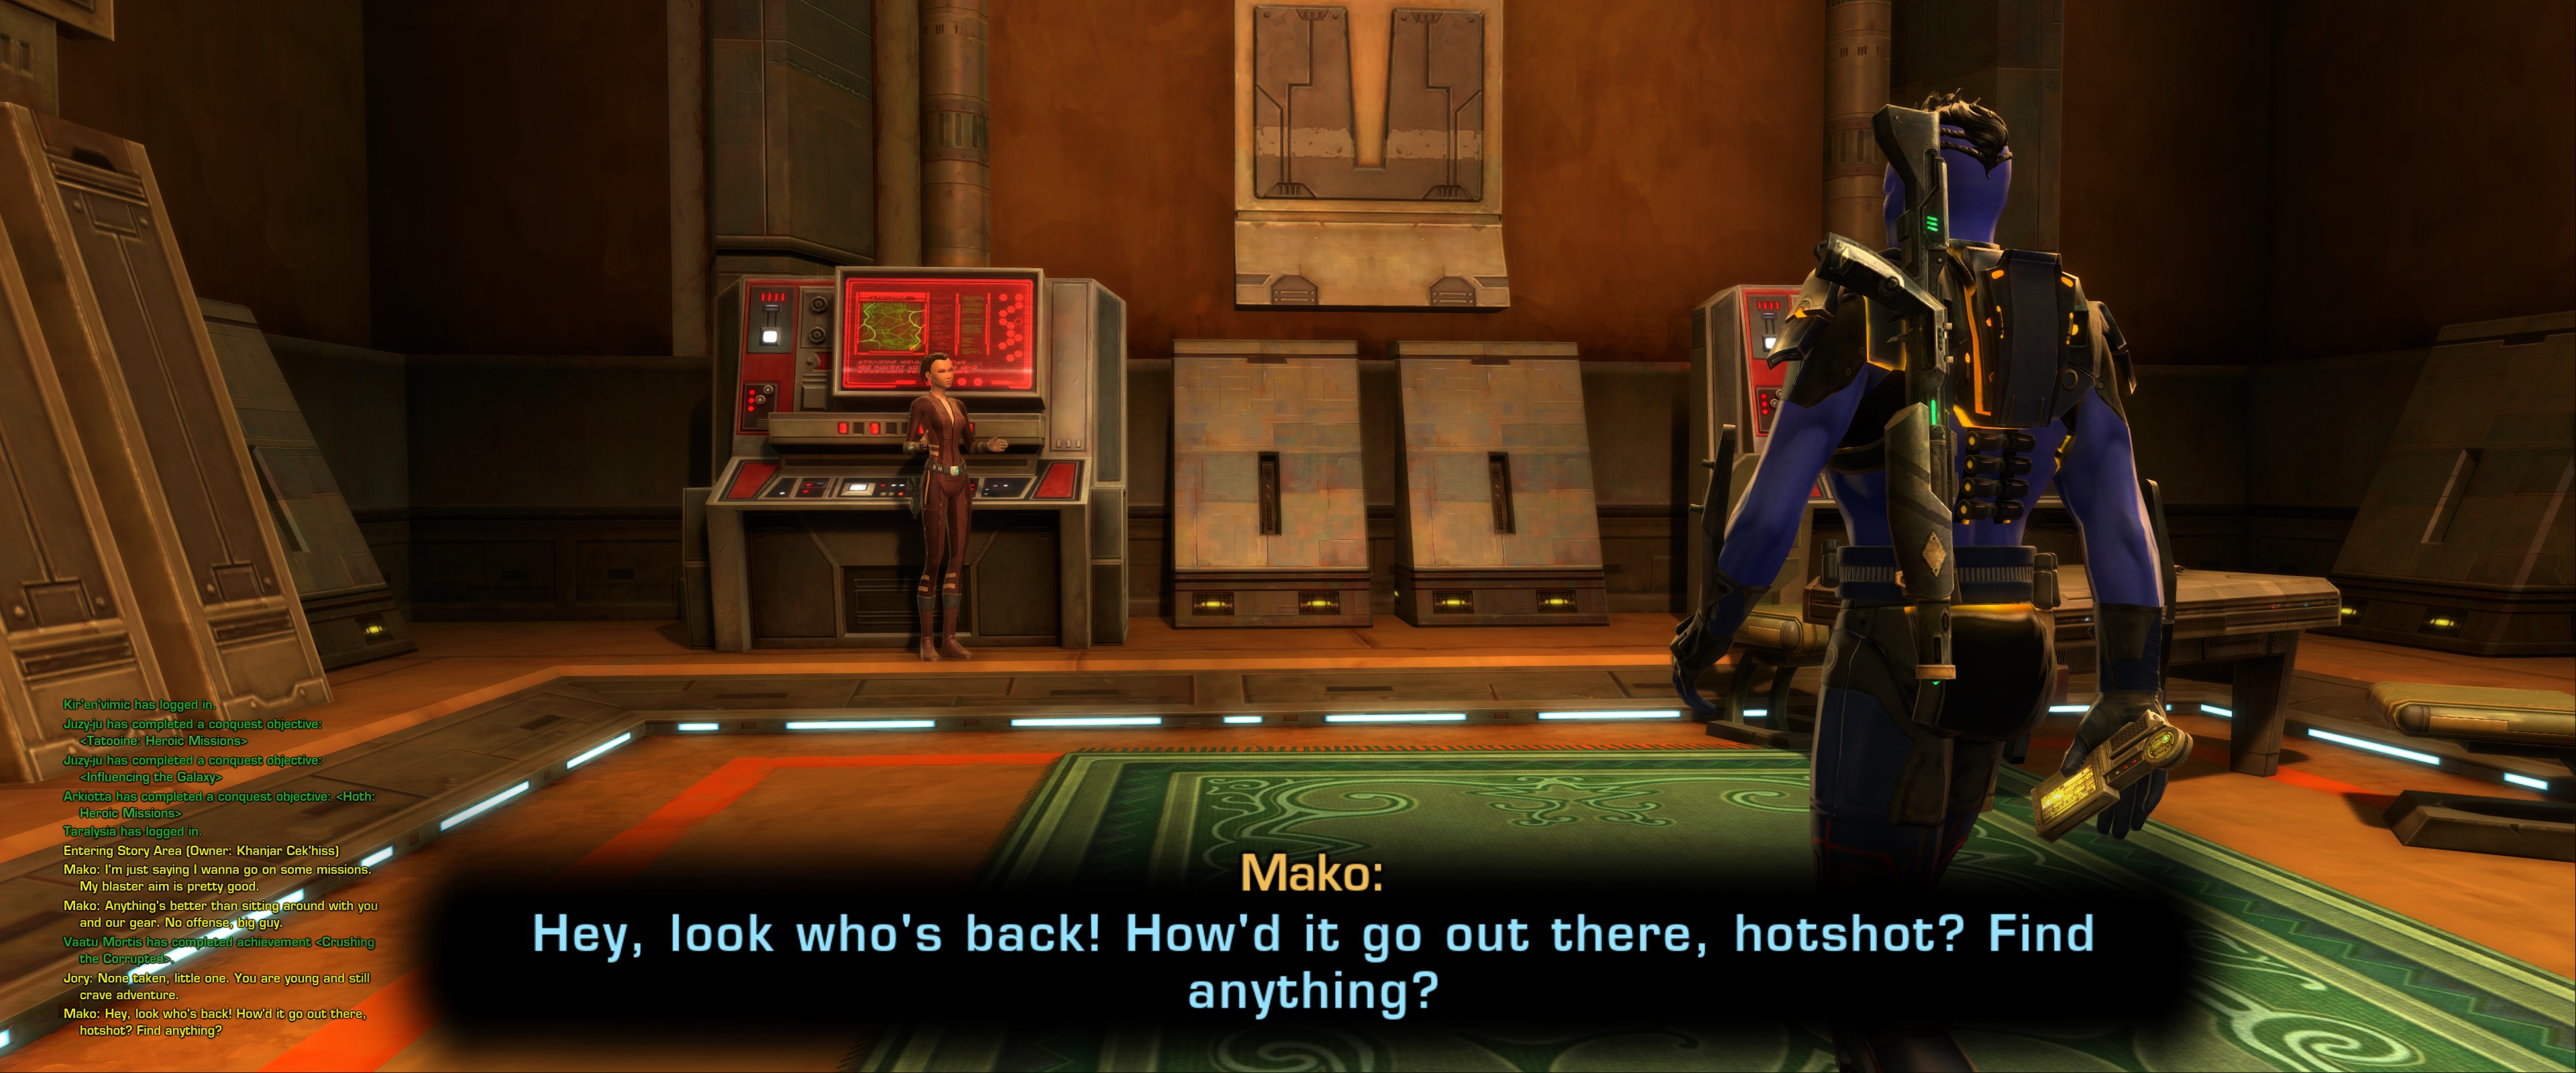 Kir'en'vimic has logged in.
Juzy-ju has completed a conquest objective:
<Tatooine: Heroic Missions>
Juzy-ju has completed a conquest objective:
<Influencing the Galaxy>
Arkiotta has completed a conquest objective: <Hoth:
Heroic Missions>
Taralysia has logged in.
Entering Story Area (Owner: Khanjar Cek'hiss)
Mako: I'm just saying I wanna go on some missions.
My blaster aim is pretty good.
Mako: Anything's better than sitting around with you
and our gear. No offense, big guy.
Vaatu Mortis has completed achievement <Crushing
the Corrupted>.
Jory: None taken, little one. You are young and still
crave adventure.
Mako: Hey, look who's back! How'd it go out there,
hotshot? Find anything?
Mako:
Hey, look who's back! How'd it go out there, hotshot? Find
anything?